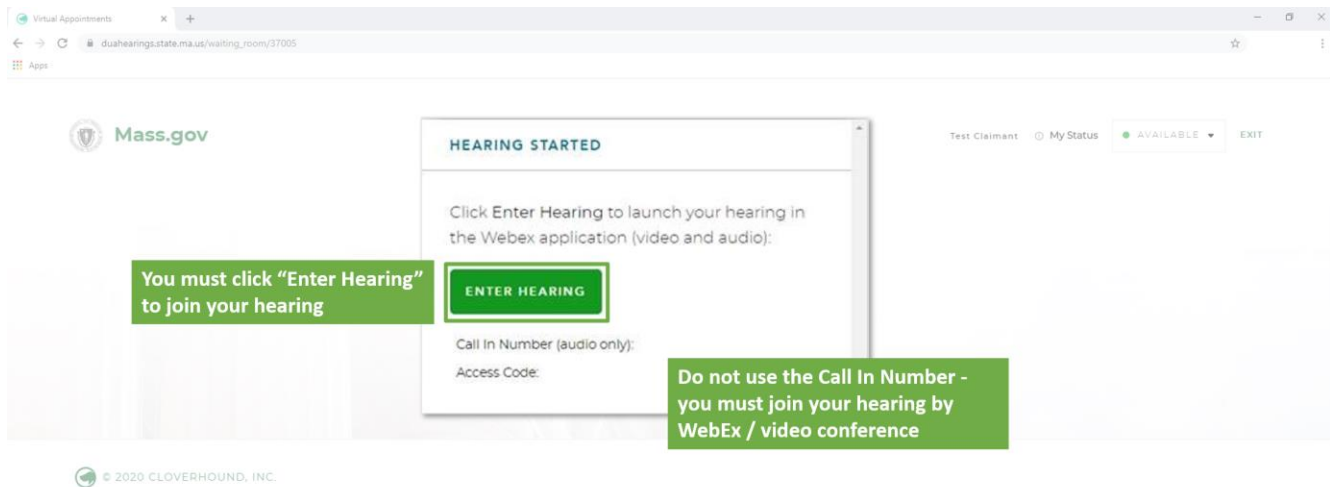 Virtual Appointments
duahearings.state.ma.us/waiting_room/37005
Apps
Mass.gov
Test Claimant My Status AVAILABLE EXIT
HEARING STARTED
Click Enter Hearing to launch your hearing in
the Webex application (video and audio):
You must click “Enter Hearing”
to join your hearing
ENTER HEARING
Call In Number (audio only):
Access Code:
Do not use the Call In Number -
you must join your hearing by
WebEx / video conference
© 2020 CLOVERHOUND, INC.